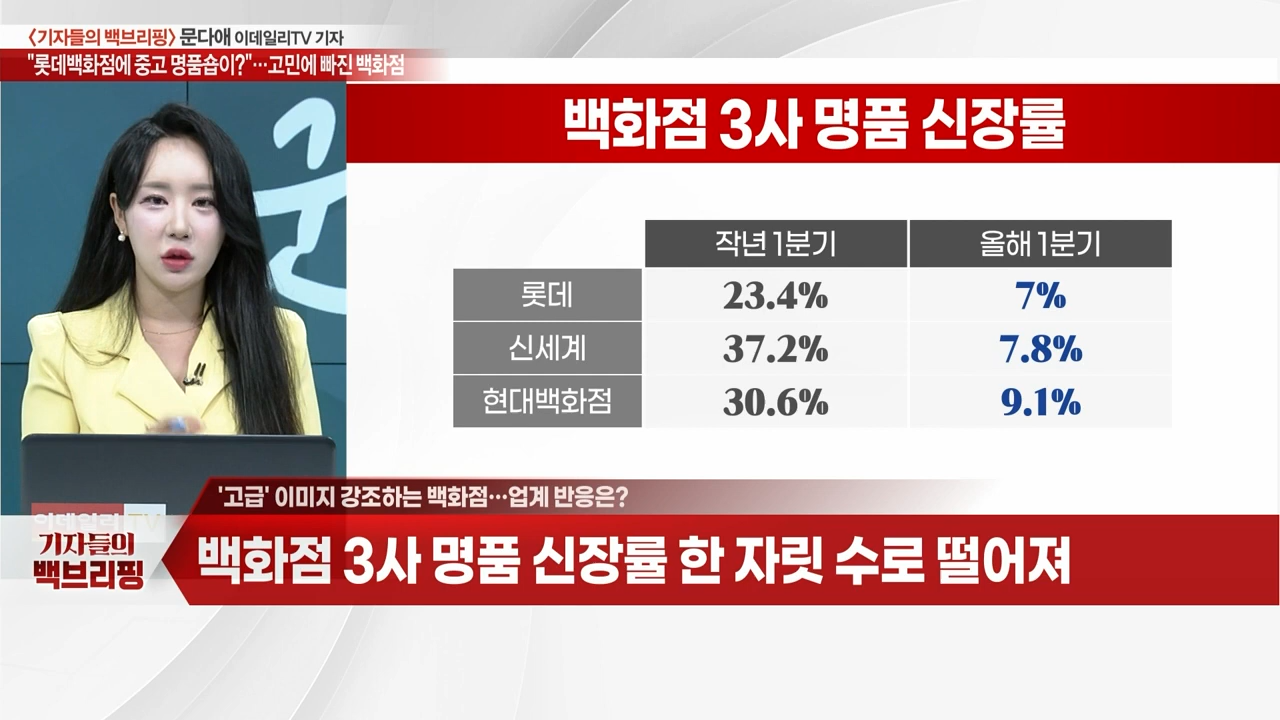 〈기자들의 백브리핑〉 문다애 이데일리TV 기자
"롯데백화점에 중고 명품숍이?"…고민에 빠진 백화점
백화점 3사 명품 신장률
작년 1분기 올해 1분기
롯데 23.4% 7%
신세계 37.2% 7.8%
현대백화점 30.6% 9.1%
'고급' 이미지 강조하는 백화점…업계 반응은?
이데일리 TV
기자들의
백브리핑
백화점 3사 명품 신장률 한 자릿 수로 떨어져